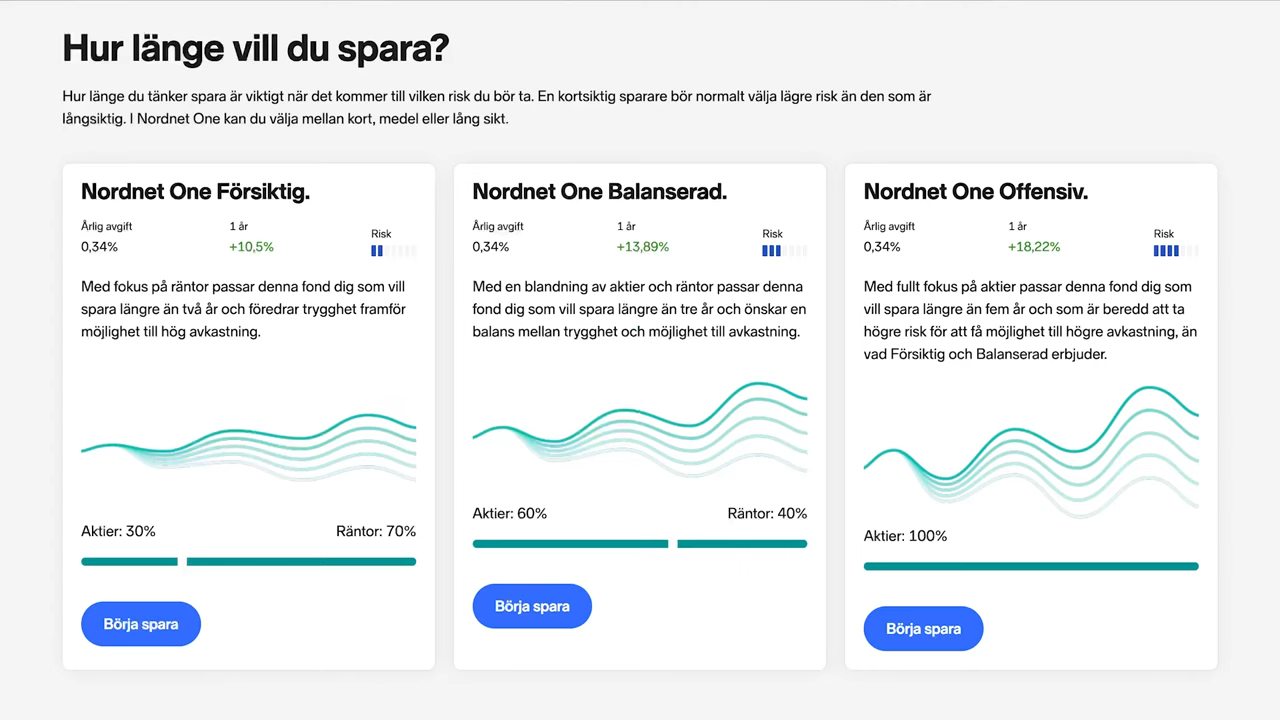 Hur länge vill du spara?
Hur länge du tänker spara är viktigt när det kommer till vilken risk du bör ta. En kortsiktig sparare bör normalt välja lägre risk än den som är
långsiktig. I Nordnet One kan du välja mellan kort, medel eller lång sikt.
Nordnet One Försiktig.
Årlig avgift
1 år
Risk
0,34%
+10,5%
Med fokus på räntor passar denna fond dig som vill
spara längre än två år och föredrar trygghet framför
möjlighet till hög avkastning.
Aktier: 30%
Räntor: 70%
Börja spara
Nordnet One Balanserad.
Årlig avgift
1 år
Risk
0,34%
+13,89%
Med en blandning av aktier och räntor passar denna
fond dig som vill spara längre än tre år och önskar en
balans mellan trygghet och möjlighet till avkastning.
Aktier: 60%
Räntor: 40%
Börja spara
Nordnet One Offensiv.
Årlig avgift
1 år
Risk
0,34%
+18,22%
Med fullt fokus på aktier passar denna fond dig som
vill spara längre än fem år och som är beredd att ta
högre risk för att få möjlighet till högre avkastning, än
vad Försiktig och Balanserad erbjuder.
Aktier: 100%
Börja spara